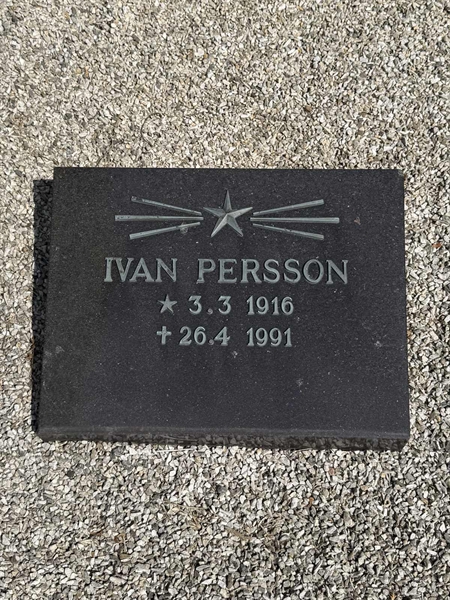 IVAN PERSSON
★ 3.3 1916
✝ 26.4 1991